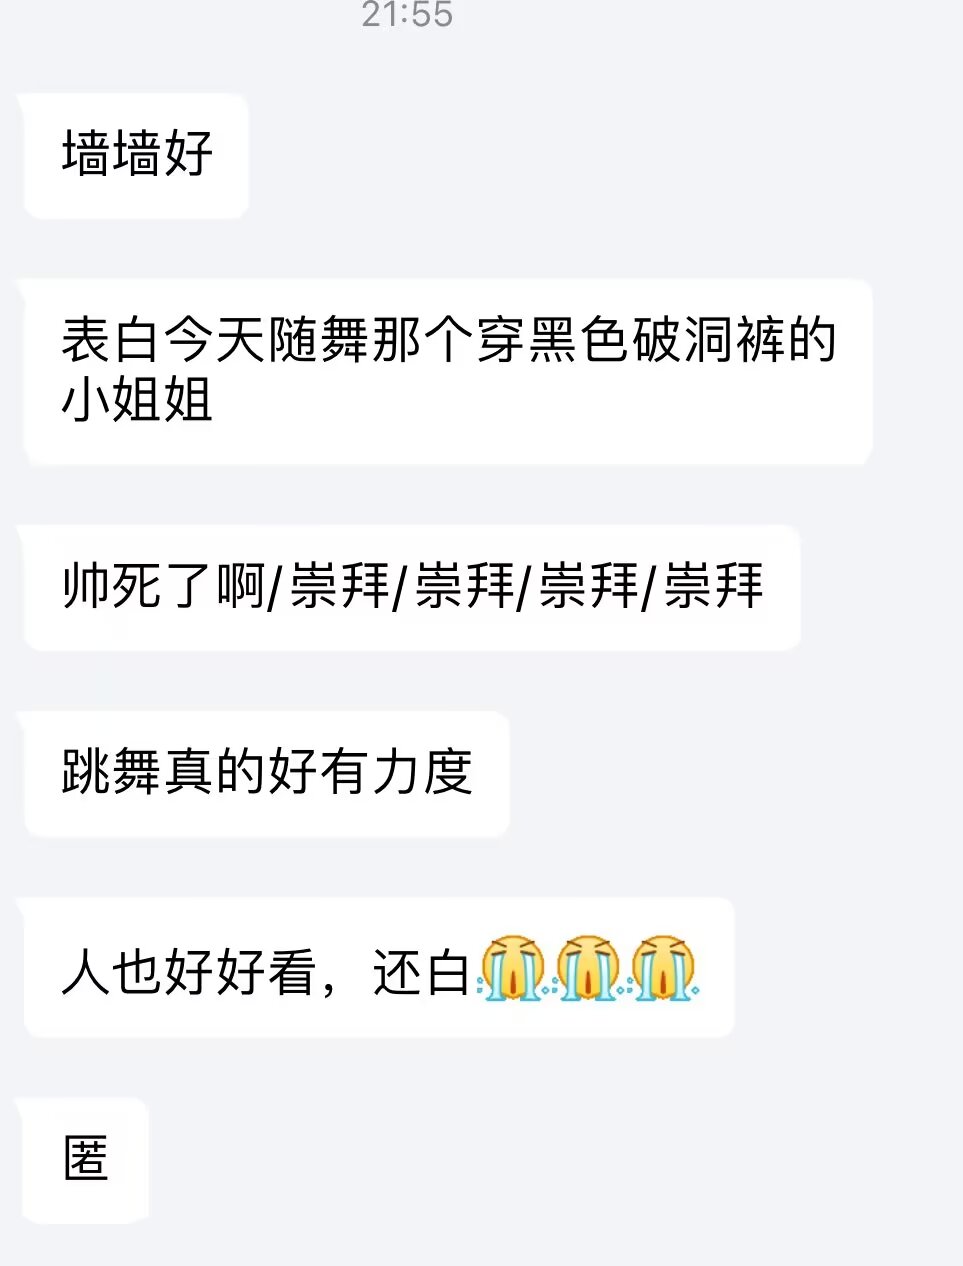 21:55
墙墙好
表白今天随舞那个穿黑色破洞裤的
小姐姐
帅死了啊/崇拜/崇拜/崇拜/崇拜
跳舞真的好有力度
人也好好看，还白😭😭😭
匿